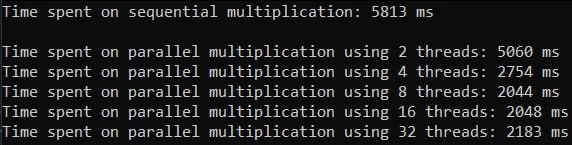 Time spent on sequential multiplication: 5813 ms
Time spent on parallel multiplication using 2 threads: 5060 ms
Time spent on parallel multiplication using 4 threads: 2754 ms
Time spent on parallel multiplication using 8 threads: 2044 ms
Time spent on parallel multiplication using 16 threads: 2048 ms
Time spent on parallel multiplication using 32 threads: 2183 ms